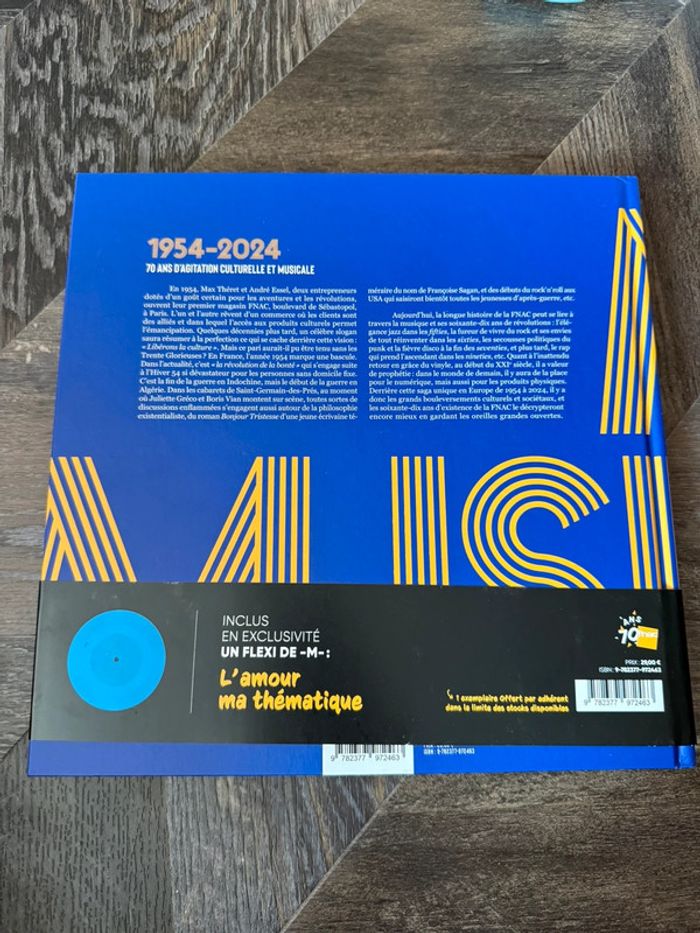 1954-2024
70 ANS D'AGITATION CULTURELLE ET MUSICALE
En 1954, Max Théret et André Essel, deux entrepreneurs
dotés d'un goût certain pour les aventures et les révolutions,
ouvrent leur premier magasin FNAC, boulevard de Sébastopol,
à Paris. L'un et l'autre rêvent d'un commerce où les clients sont
des alliés et dans lequel l'accès aux produits culturels permet
l'émancipation. Quelques décennies plus tard, un célèbre slogan
saura résumer à la perfection ce qui se cache derrière cette vision :
« Libérons la culture ». Mais ce pari aurait-il pu être tenu sans les
Trente Glorieuses ? En France, l'année 1954 marque une bascule.
Dans l'actualité, c'est « la révolution de la bonté » qui s'engage suite
à l'Hiver 54 si dévastateur pour les personnes sans domicile fixe.
C'est la fin de la guerre en Indochine, mais le début de la guerre en
Algérie. Dans les cabarets de Saint-Germain-des-Prés, au moment
où Juliette Gréco et Boris Vian montent sur scène, toutes sortes de
discussions enflammées s'engagent aussi autour de la philosophie
existentialiste, du roman Bonjour Tristesse d'une jeune écrivaine té-
méraire du nom de Françoise Sagan, et des débuts du rock'n'roll aux
USA qui saisiront bientôt toutes les jeunesses d'après-guerre, etc.
Aujourd'hui, la longue histoire de la FNAC peut se lire à
travers la musique et ses soixante-dix ans de révolutions : l'élé-
gance jazz dans les fifties, la fureur de vivre du rock et ses envies
de tout réinventer dans les sixties, les secousses politiques du
punk et la fièvre disco à la fin des seventies, et plus tard, le rap
qui prend l'ascendant dans les nineties, etc. Quant à l'inattendu
retour en grâce du vinyle, au début du XXIe siècle, il a valeur
de prophétie : dans le monde de demain, il y aura de la place
pour le numérique, mais aussi pour les produits physiques.
Derrière cette saga unique en Europe de 1954 à 2024, il y a
donc les grands bouleversements culturels et sociétaux, et
les soixante-dix ans d'existence de la FNAC le décrypteront
encore mieux en gardant les oreilles grandes ouvertes.
INCLUS
EN EXCLUSIVITÉ
UN FLEXI DE -M- :
L'amour
ma thématique
ANS
70 fnac
PRIX : 29,00 €
ISBN : 9-782377-972463
1 exemplaire offert par adhérent
dans la limite des stocks disponibles
9 782377 972463
ISBN : 9-782377-972463
9 782377 972463